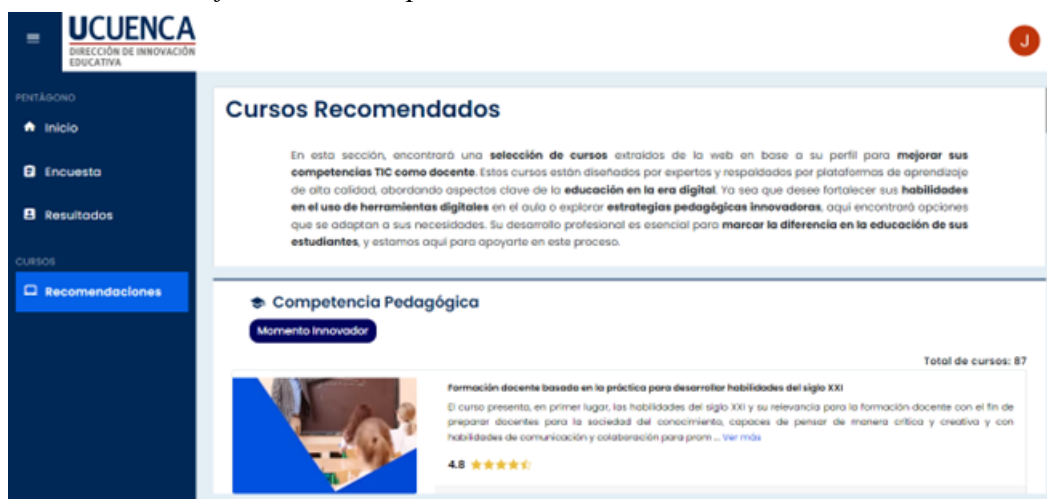 UCUENCA
DIRECCIÓN DE INNOVACIÓN
EDUCATIVA
J
PENTÁGONO
Inicio
Encuesta
Resultados
CURSOS
Recomendaciones
Cursos Recomendados
En esta sección, encontrará una selección de cursos extraídos de la web en base a su perfil para mejorar sus
competencias TIC como docente. Estos cursos están diseñados por expertos y respaldados por plataformas de aprendizaje
de alta calidad, abordando aspectos clave de la educación en la era digital. Ya sea que desee fortalecer sus habilidades
en el uso de herramientas digitales en el aula o explorar estrategias pedagógicas innovadoras, aquí encontrará opciones
que se adaptan a sus necesidades. Su desarrollo profesional es esencial para marcar la diferencia en la educación de sus
estudiantes, y estamos aquí para apoyarte en este proceso.
Competencia Pedagógica
Momento Innovador
Total de cursos: 87
Formación docente basada en la práctica para desarrollar habilidades del siglo XXI
El curso presenta, en primer lugar, las habilidades del siglo XXI y su relevancia para la formación docente con el fin de
preparar docentes para la sociedad del conocimiento, capaces de pensar de manera crítica y creativa y con
habilidades de comunicación y colaboración para prom ... Ver más
4.8